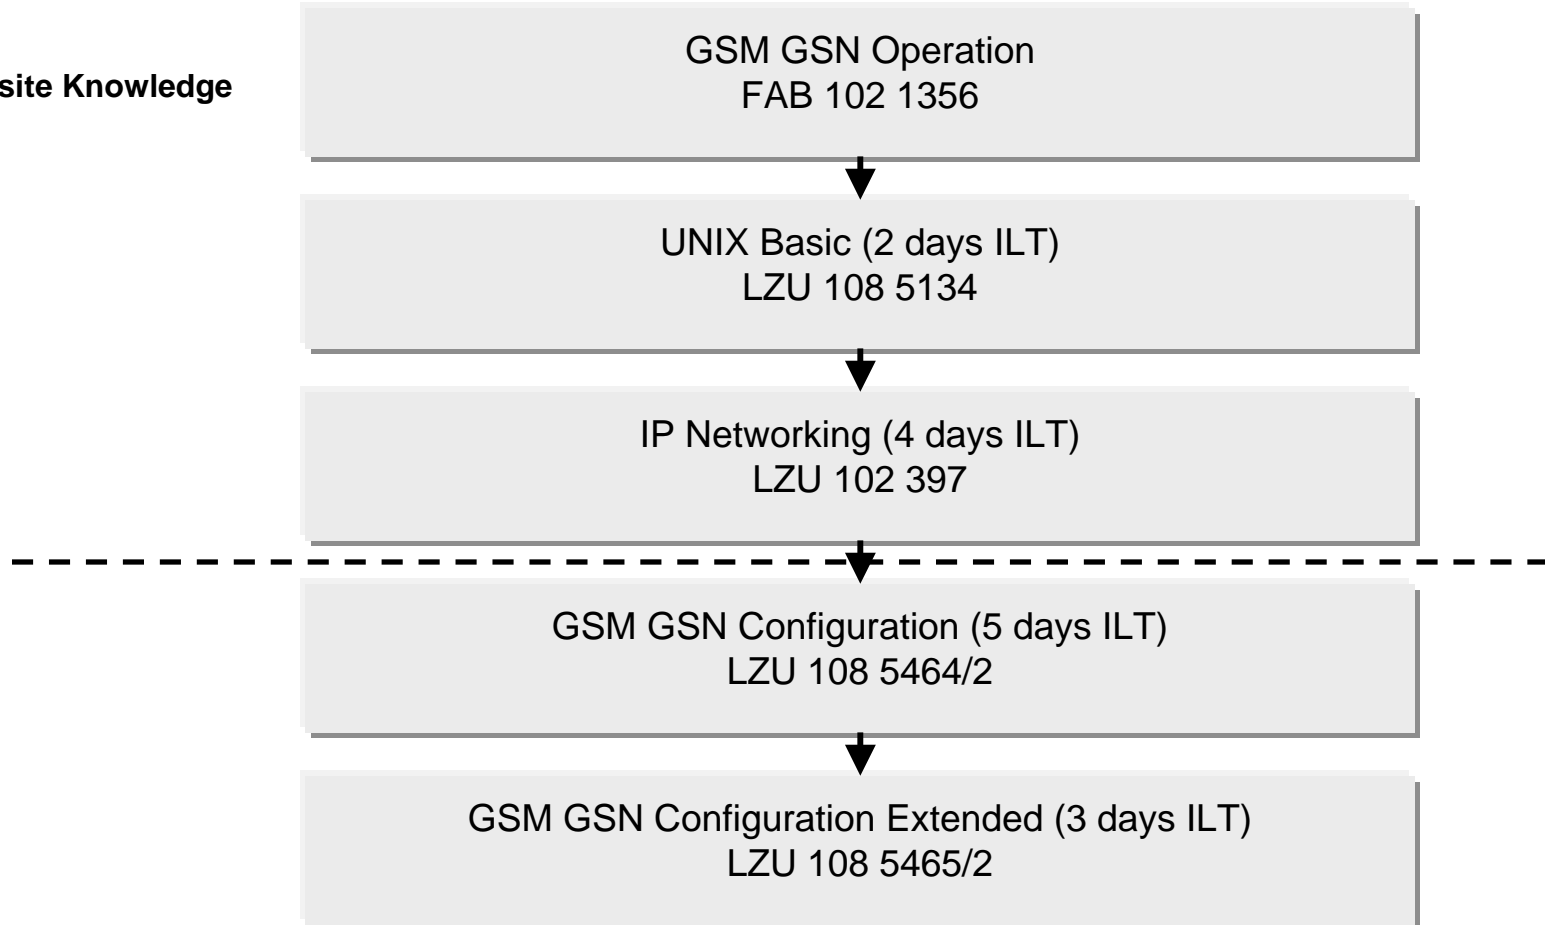 GSM GSN Operation
FAB 102 1356
site Knowledge
UNIX Basic (2 days ILT)
LZU 108 5134
IP Networking (4 days ILT)
LZU 102 397
GSM GSN Configuration (5 days ILT)
LZU 108 5464/2
GSM GSN Configuration Extended (3 days ILT)
LZU 108 5465/2